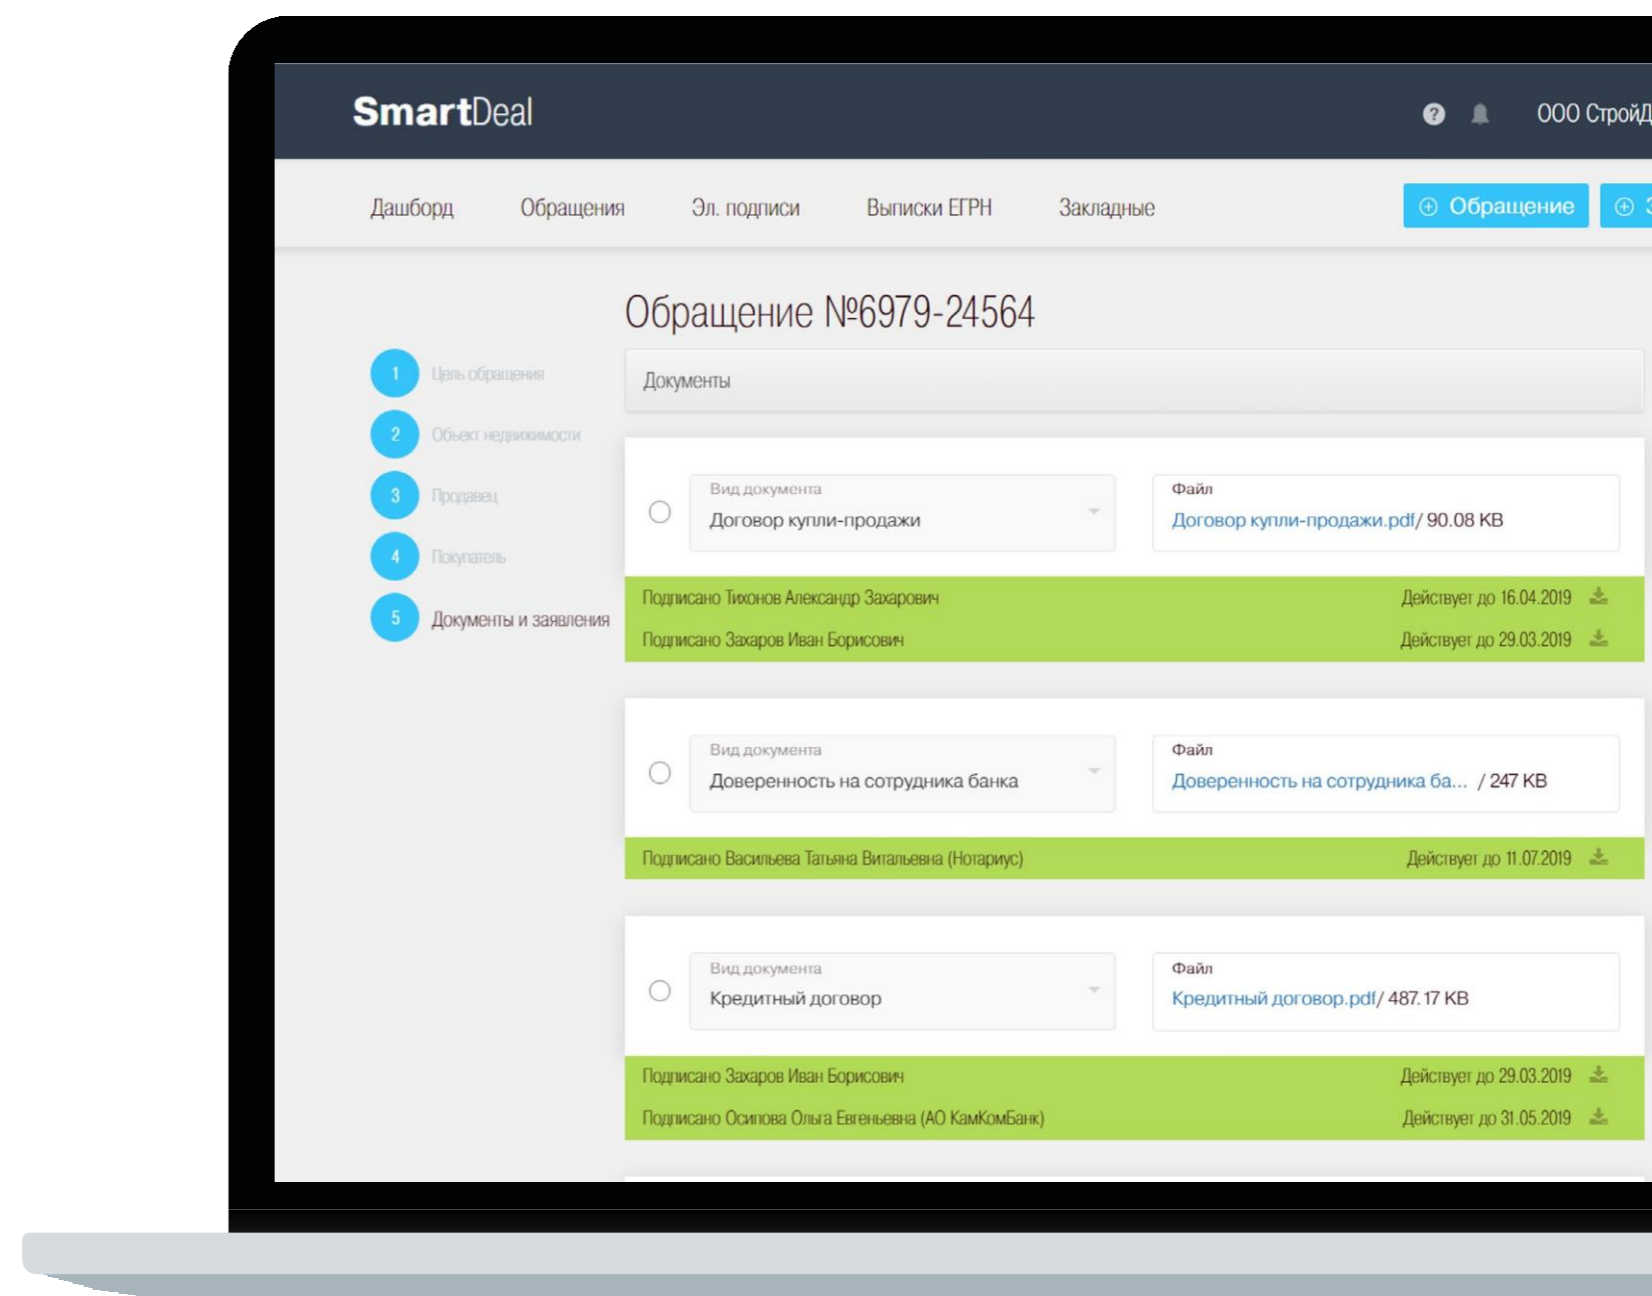 SmartDeal
? ООО СтройД
Дашборд Обращения Эл. подписи Выписки ЕГРН Закладные Обращение
Обращение №6979-24564
1 Цель обращения
2 Объект недвижимости
3 Продавец
4 Покупатель
5 Документы и заявления
Документы
Вид документа Файл
Договор купли-продажи Договор купли-продажи.pdf/ 90.08 KB
Подписано Тихонов Александр Захарович Действует до 16.04.2019
Подписано Захаров Иван Борисович Действует до 29.03.2019
Вид документа Файл
Доверенность на сотрудника банка Доверенность на сотрудника ба... / 247 KB
Подписано Васильева Татьяна Витальевна (Нотариус) Действует до 11.07.2019
Вид документа Файл
Кредитный договор Кредитный договор.pdf/ 487.17 KB
Подписано Захаров Иван Борисович Действует до 29.03.2019
Подписано Осипова Ольга Евгеньевна (АО КамКомБанк) Действует до 31.05.2019